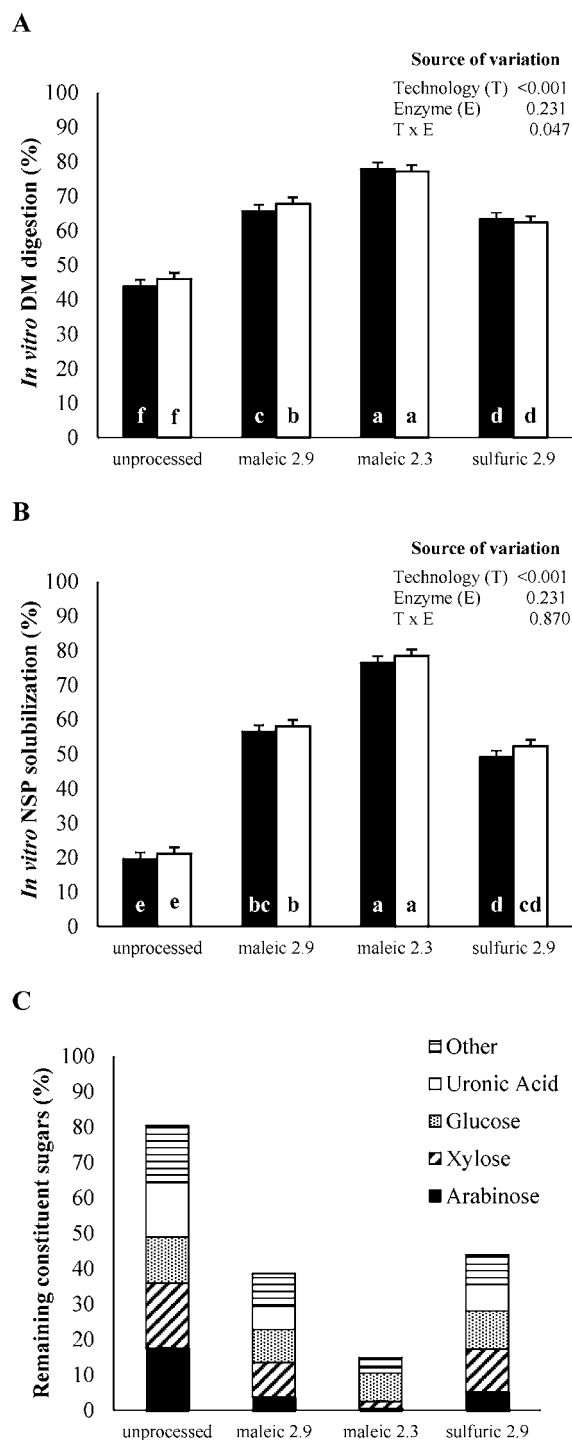 A
Source of variation
Technology (T) <0.001
Enzyme (E) 0.231
T x E 0.047
In vitro DM digestion (%)
100
90
80
70
60
50
40
30
20
10
0
f f c b a a d d
unprocessed maleic 2.9 maleic 2.3 sulfuric 2.9
B
Source of variation
Technology (T) <0.001
Enzyme (E) 0.231
T x E 0.870
In vitro NSP solubilization (%)
100
90
80
70
60
50
40
30
20
10
0
e e bc b a a d cd
unprocessed maleic 2.9 maleic 2.3 sulfuric 2.9
C
Remaining constituent sugars (%)
100
90
80
70
60
50
40
30
20
10
0
Other
Uronic Acid
Glucose
Xylose
Arabinose
unprocessed maleic 2.9 maleic 2.3 sulfuric 2.9